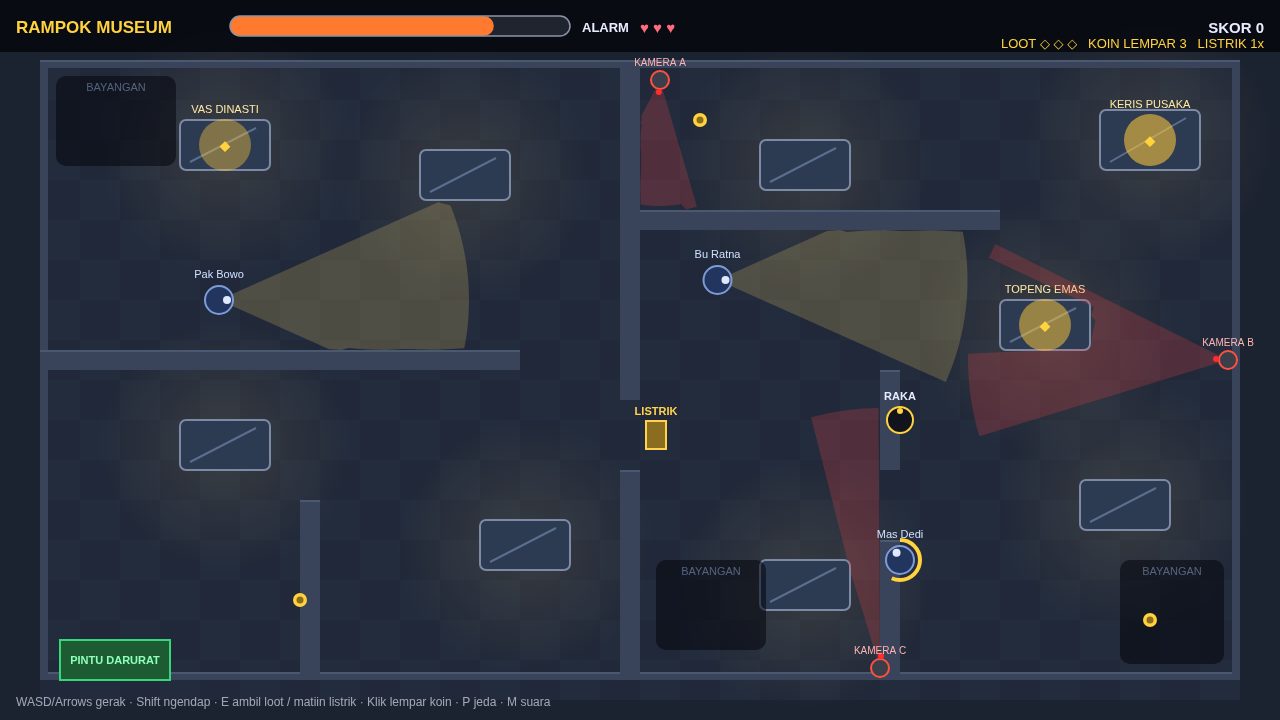 RAMPOK MUSEUM
ALARM ♥ ♥ ♥
SKOR 0
LOOT ◇ ◇ ◇ KOIN LEMPAR 3 LISTRIK 1x
KAMERA A
BAYANGAN
VAS DINASTI
KERIS PUSAKA
Bu Ratna
Pak Bowo
TOPENG EMAS
KAMERA B
RAKA
LISTRIK
Mas Dedi
BAYANGAN
BAYANGAN
KAMERA C
PINTU DARURAT
WASD/Arrows gerak · Shift ngendap · E ambil loot / matiin listrik · Klik lempar koin · P jeda · M suara